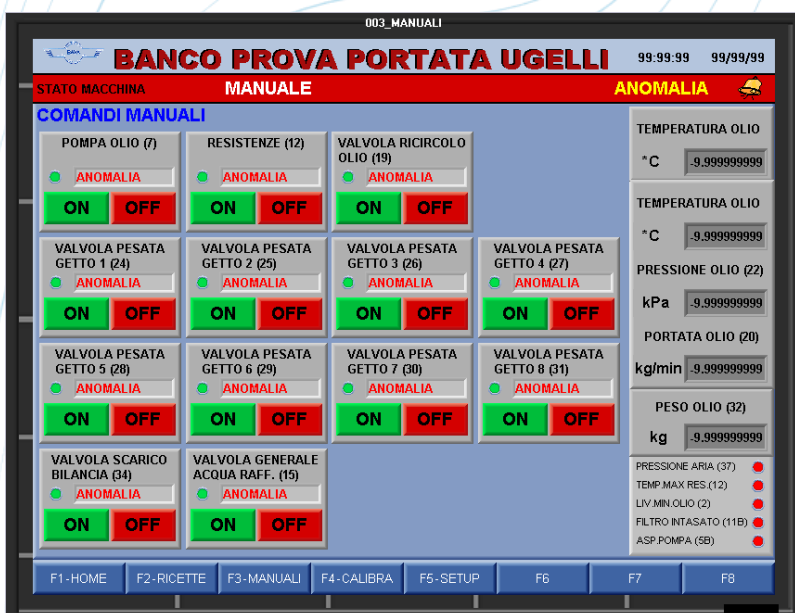 003_MANUALI
BANCO PROVA PORTATA UGELLI
99:99:99 99/99/99
STATO MACCHINA
MANUALE
ANOMALIA
COMANDI MANUALI
POMPA OLIO (7)
ANOMALIA
ON OFF
RESISTENZE (12)
ANOMALIA
ON OFF
VALVOLA RICIRCOLO
OLIO (19)
ANOMALIA
ON OFF
VALVOLA PESATA
GETTO 1 (24)
ANOMALIA
ON OFF
VALVOLA PESATA
GETTO 2 (25)
ANOMALIA
ON OFF
VALVOLA PESATA
GETTO 3 (26)
ANOMALIA
ON OFF
VALVOLA PESATA
GETTO 4 (27)
ANOMALIA
ON OFF
VALVOLA PESATA
GETTO 5 (28)
ANOMALIA
ON OFF
VALVOLA PESATA
GETTO 6 (29)
ANOMALIA
ON OFF
VALVOLA PESATA
GETTO 7 (30)
ANOMALIA
ON OFF
VALVOLA PESATA
GETTO 8 (31)
ANOMALIA
ON OFF
VALVOLA SCARICO
BILANCIA (34)
ANOMALIA
ON OFF
VALVOLA GENERALE
ACQUA RAFF. (15)
ANOMALIA
ON OFF
TEMPERATURA OLIO
°C -9.999999999
TEMPERATURA OLIO
°C -9.999999999
PRESSIONE OLIO (22)
kPa -9.999999999
PORTATA OLIO (20)
kg/min -9.999999999
PESO OLIO (32)
kg -9.999999999
PRESSIONE ARIA (37)
TEMP.MAX RES.(12)
LIV.MIN.OLIO (2)
FILTRO INTASATO (11B)
ASP.POMPA (5B)
F1-HOME F2-RICETTE F3-MANUALI F4-CALIBRA F5-SETUP F6 F7 F8